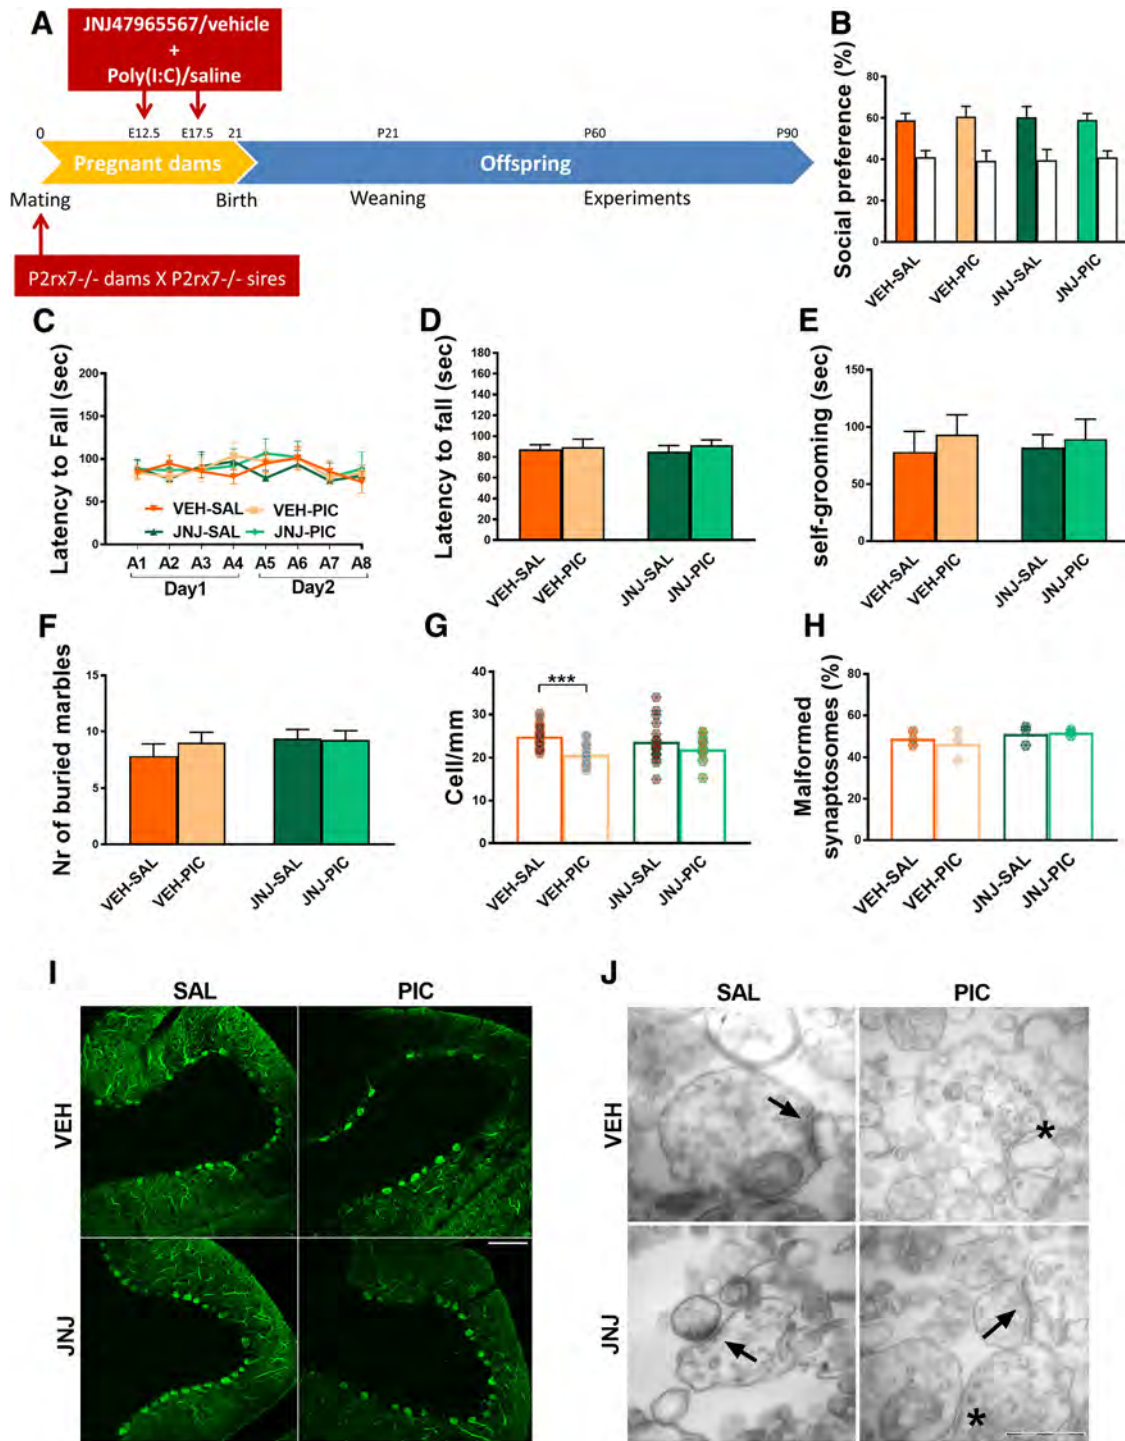 A
JNJ47965567/vehicle
+
Poly(I:C)/saline
0 E12.5 E17.5 21 P21 P60 P90
Pregnant dams Offspring
Mating Birth Weaning Experiments
P2rx7-/- dams X P2rx7-/- sires
B
Social preference (%)
80
60
40
20
0
VEH-SAL VEH-PIC JNJ-SAL JNJ-PIC
C
Latency to Fall (sec)
200
150
100
50
0
VEH-SAL VEH-PIC
JNJ-SAL JNJ-PIC
A1 A2 A3 A4 A5 A6 A7 A8
Day1 Day2
D
Latency to fall (sec)
180
160
140
120
100
80
60
40
20
0
VEH-SAL VEH-PIC JNJ-SAL JNJ-PIC
E
self-grooming (sec)
150
100
50
0
VEH-SAL VEH-PIC JNJ-SAL JNJ-PIC
F
Nr of buried marbles
15
10
5
0
VEH-SAL VEH-PIC JNJ-SAL JNJ-PIC
G
Cell/mm
40
30
20
10
0
***
VEH-SAL VEH-PIC JNJ-SAL JNJ-PIC
H
Malformed
synaptosomes (%)
80
60
40
20
0
VEH-SAL VEH-PIC JNJ-SAL JNJ-PIC
I
SAL PIC
VEH
JNJ
J
SAL PIC
VEH
*
JNJ
*